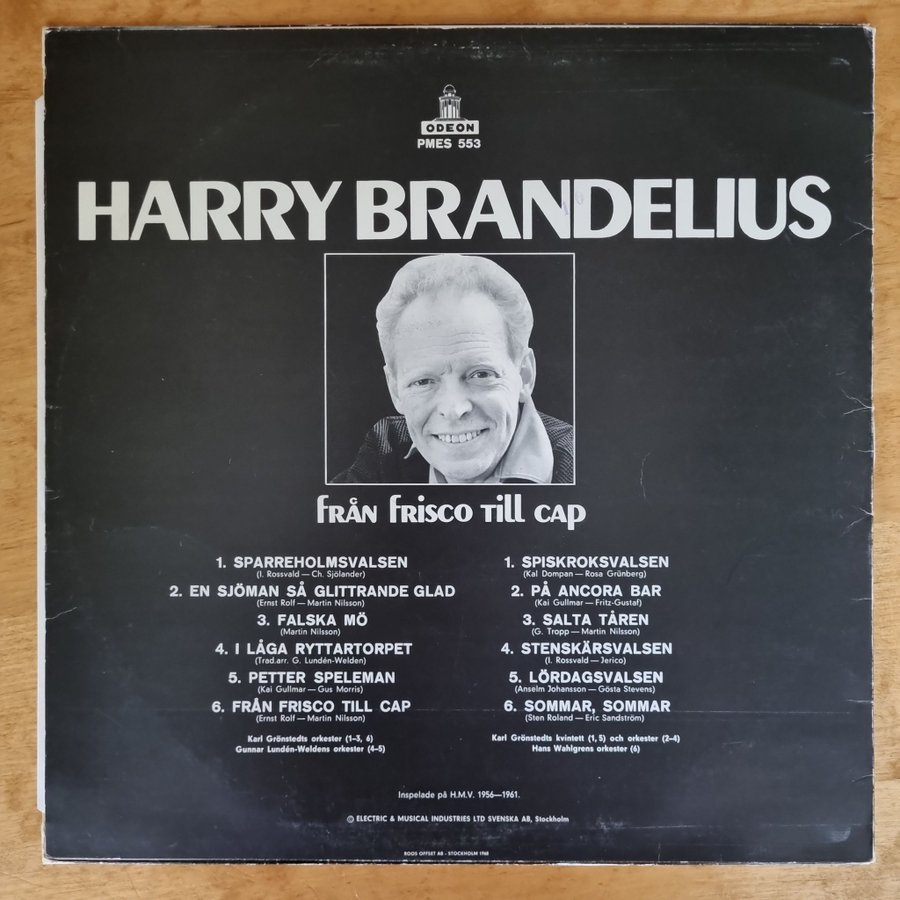 ODEON
PMES 553
HARRY BRANDELIUS
från frisco till cap
1. SPARREHOLMSVALSEN
(I. Rossvald — Ch. Sjölander)
2. EN SJÖMAN SÅ GLITTRANDE GLAD
(Ernst Rolf — Martin Nilsson)
3. FALSKA MÖ
(Martin Nilsson)
4. I LÅGA RYTTARTORPET
(Trad.arr. G. Lundén-Welden)
5. PETTER SPELEMAN
(Kai Gullmar — Gus Morris)
6. FRÅN FRISCO TILL CAP
(Ernst Rolf — Martin Nilsson)
Karl Grönstedts orkester (1–3, 6)
Gunnar Lundén-Weldens orkester (4–5)
1. SPISKROKSVALSEN
(Kal Dompan — Rosa Grünberg)
2. PÅ ANCORA BAR
(Kai Gullmar — Fritz-Gustaf)
3. SALTA TÅREN
(G. Tropp — Martin Nilsson)
4. STENSKÄRSVALSEN
(I. Rossvald — Jerico)
5. LÖRDAGSVALSEN
(Anselm Johansson — Gösta Stevens)
6. SOMMAR, SOMMAR
(Sten Roland — Eric Sandström)
Karl Grönstedts kvintett (1, 5) och orkester (2–4)
Hans Wahlgrens orkester (6)
Inspelade på H.M.V. 1956—1961.
© ELECTRIC & MUSICAL INDUSTRIES LTD SVENSKA AB, Stockholm
ROOS OFFSET AB - STOCKHOLM 1968